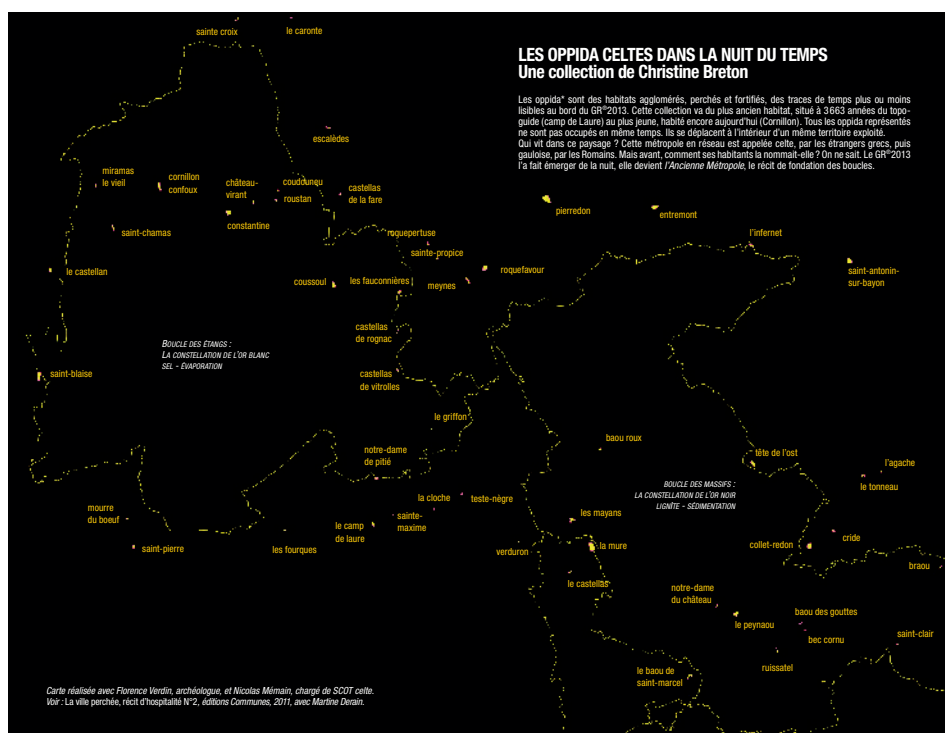 sainte croix
le caronte
LES OPPIDA CELTES DANS LA NUIT DU TEMPS
Une collection de Christine Breton
Les oppida* sont des habitats agglomérés, perchés et fortifiés, des traces de temps plus ou moins
lisibles au bord du GR®2013. Cette collection va du plus ancien habitat, situé à 3 663 années du topo-
guide (camp de Laure) au plus jeune, habité encore aujourd'hui (Cornillon). Tous les oppida représentés
ne sont pas occupés en même temps. Ils se déplacent à l'intérieur d'un même territoire exploité.
Qui vit dans ce paysage ? Cette métropole en réseau est appelée celte, par les étrangers grecs, puis
gauloise, par les Romains. Mais avant, comment ses habitants la nommait-elle ? On ne sait. Le GR®2013
l'a fait émerger de la nuit, elle devient l'Ancienne Métropole, le récit de fondation des boucles.
escalèdes
miramas
le vieil
cornillon
confoux
château-
virant
coudounqu
roustan
castellas
de la fare
constantine
saint-chamas
pierredon
entremont
l'infernet
roquepertuse
sainte-propice
roquefavour
meynes
saint-antonin-
sur-bayon
le castellan
coussoul
les fauconnières
castellas
de rognac
BOUCLE DES ÉTANGS :
LA CONSTELLATION DE L'OR BLANC
SEL - ÉVAPORATION
saint-blaise
castellas
de vitrolles
le griffon
notre-dame
de pitié
baou roux
tête de l'ost
l'agache
le tonneau
BOUCLE DES MASSIFS :
LA CONSTELLATION DE L'OR NOIR
LIGNITE - SÉDIMENTATION
la cloche
teste-nègre
mourre
du boeuf
saint-pierre
les fourques
le camp
de laure
sainte-
maxime
les mayans
la mure
verduron
collet-redon
cride
braou
le castellas
notre-dame
du château
le peynaou
baou des gouttes
bec cornu
saint-clair
ruissatel
le baou de
saint-marcel
Carte réalisée avec Florence Verdin, archéologue, et Nicolas Mémain, chargé de SCOT celte.
Voir : La ville perchée, récit d'hospitalité N°2, éditions Communes, 2011, avec Martine Derain.